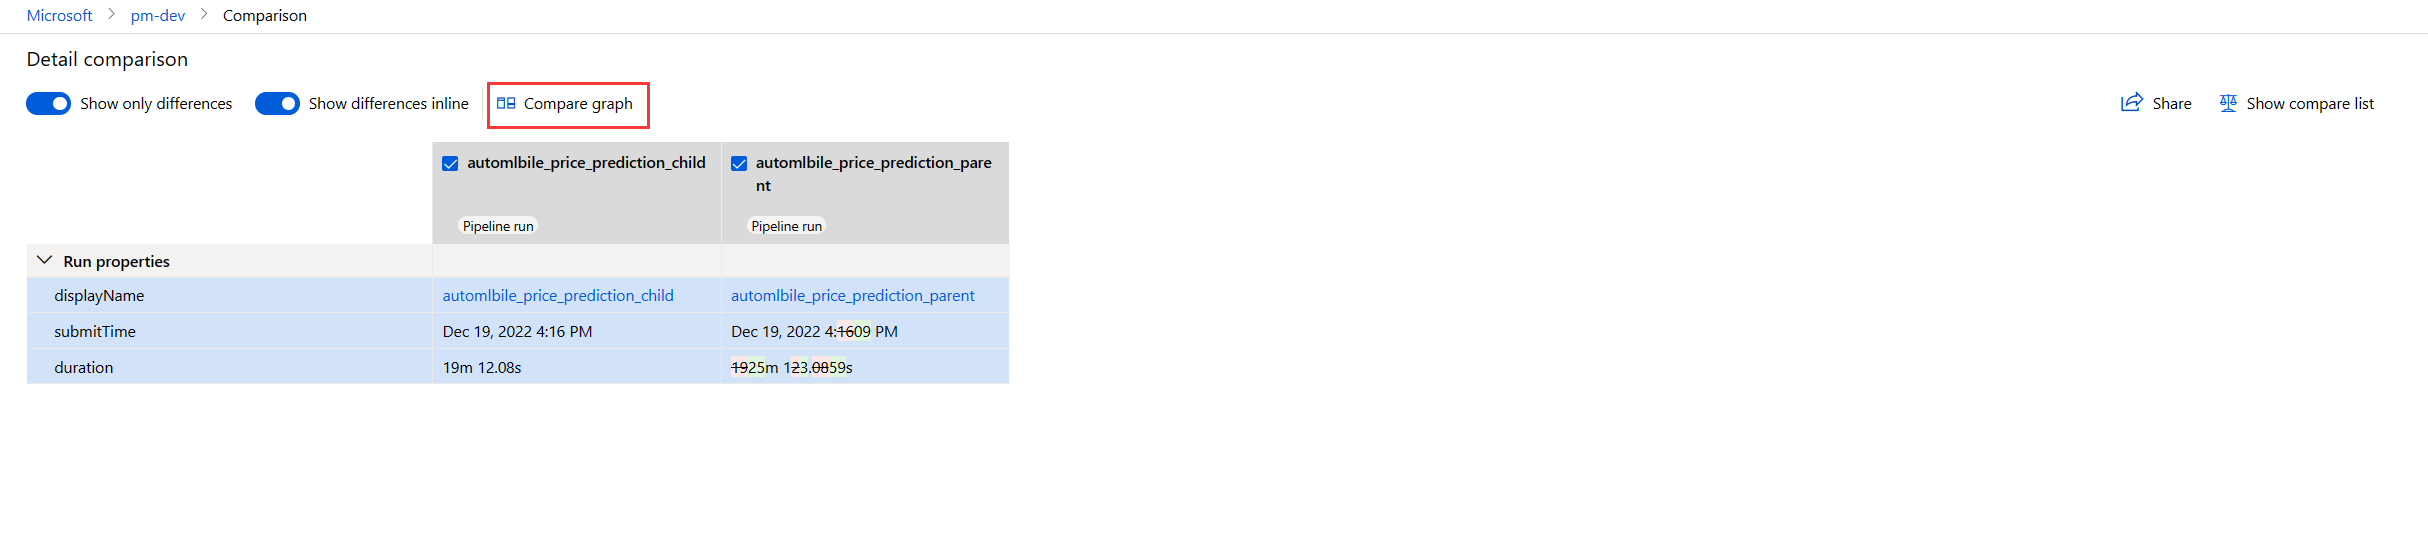 Microsoft > pm-dev > Comparison
Detail comparison
Show only differences Show differences inline Compare graph Share Show compare list
automlbile_price_prediction_child automlbile_price_prediction_pare
nt
Pipeline run Pipeline run
Run properties
displayName automlbile_price_prediction_child automlbile_price_prediction_parent
submitTime Dec 19, 2022 4:16 PM Dec 19, 2022 4:1609 PM
duration 19m 12.08s 1925m 123.0859s